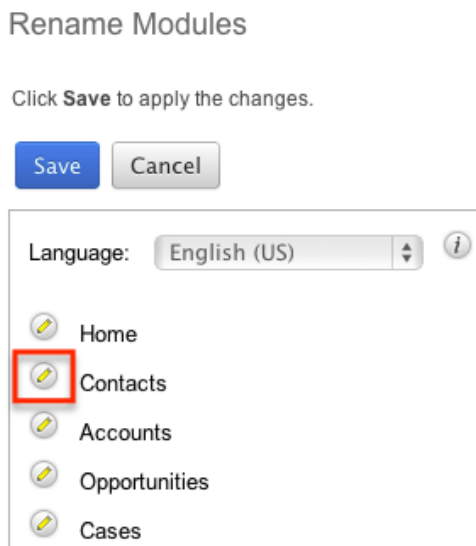 Rename Modules
Click Save to apply the changes.
Save Cancel
Language: English (US) i
Home
Contacts
Accounts
Opportunities
Cases